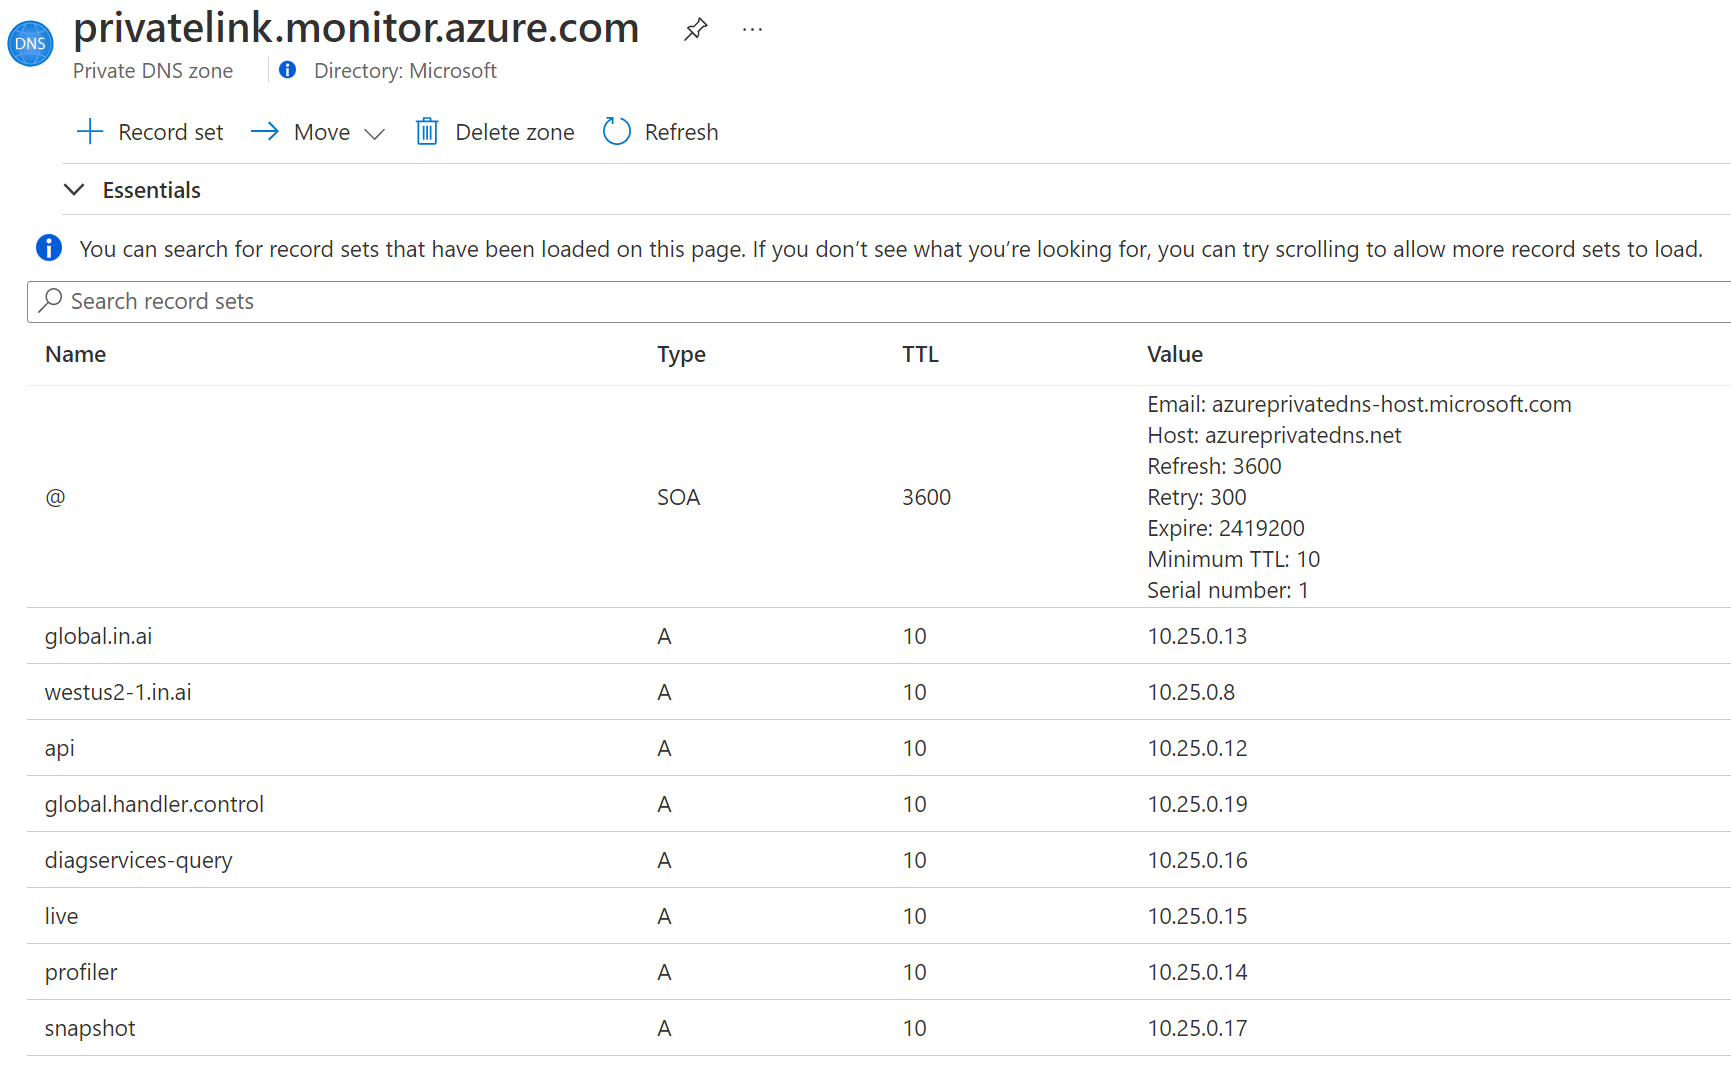 DNS
privatelink.monitor.azure.com
Private DNS zone Directory: Microsoft
Record set Move Delete zone Refresh
Essentials
You can search for record sets that have been loaded on this page. If you don’t see what you’re looking for, you can try scrolling to allow more record sets to load.
Search record sets
Name Type TTL Value
@ SOA 3600
Email: azureprivatedns-host.microsoft.com
Host: azureprivatedns.net
Refresh: 3600
Retry: 300
Expire: 2419200
Minimum TTL: 10
Serial number: 1
global.in.ai A 10 10.25.0.13
westus2-1.in.ai A 10 10.25.0.8
api A 10 10.25.0.12
global.handler.control A 10 10.25.0.19
diagservices-query A 10 10.25.0.16
live A 10 10.25.0.15
profiler A 10 10.25.0.14
snapshot A 10 10.25.0.17